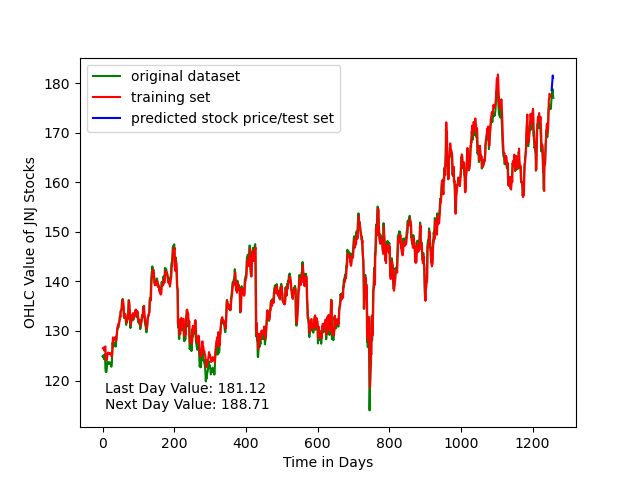 original dataset
training set
predicted stock price/test set
OHLC Value of JNJ Stocks
180
170
160
150
140
130
120
Last Day Value: 181.12
Next Day Value: 188.71
0 200 400 600 800 1000 1200
Time in Days